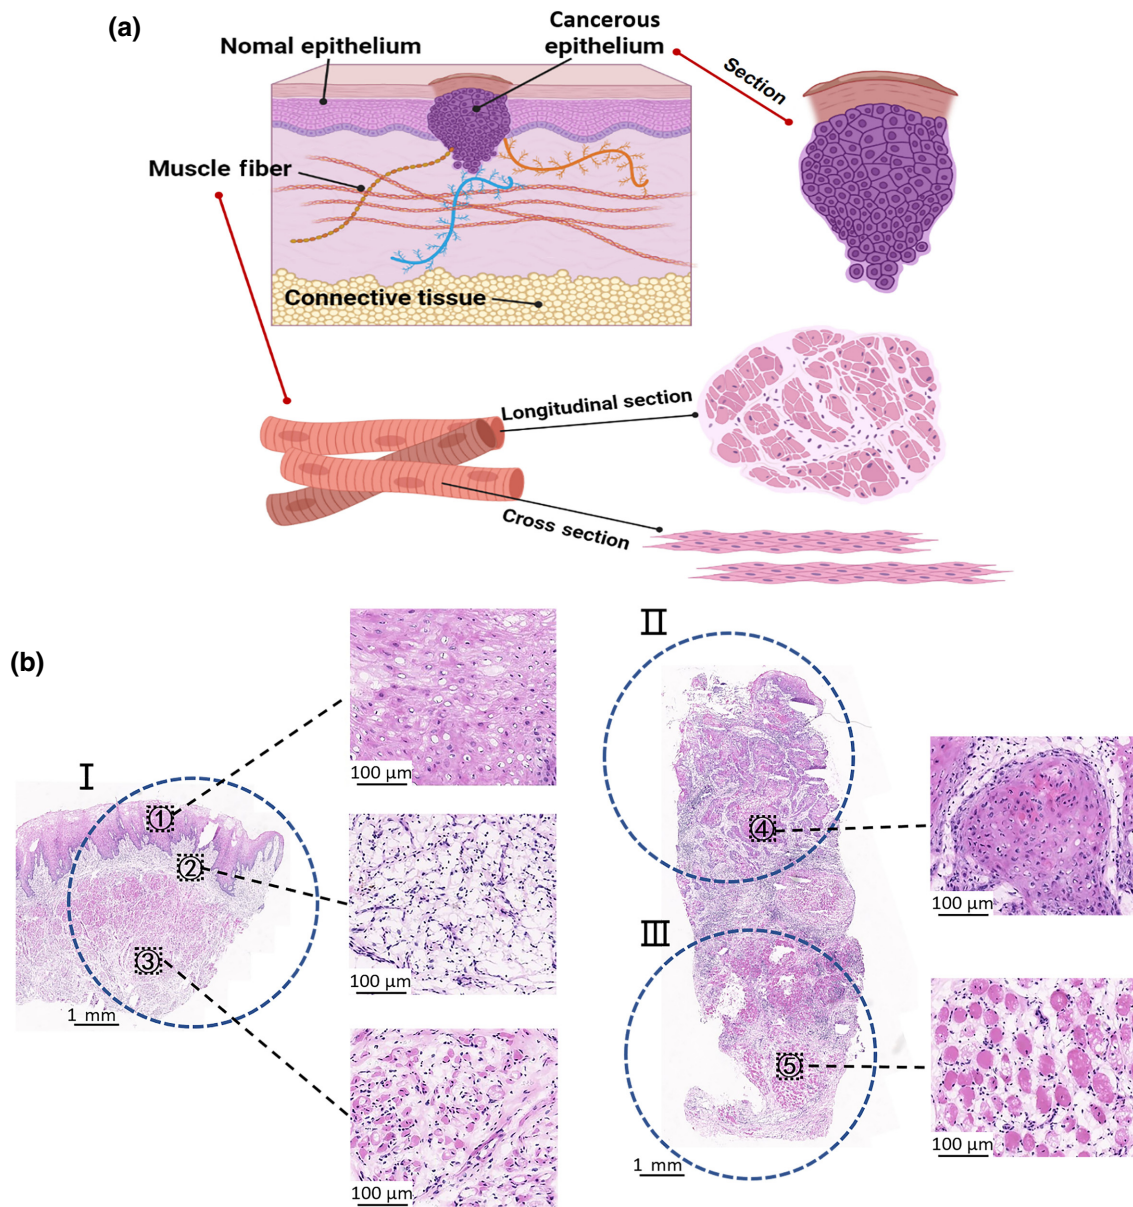 (a)
Nomal epithelium
Cancerous
epithelium
Section
Muscle fiber
Connective tissue
Longitudinal section
Cross section
(b)
I
①
②
③
1 mm
100 μm
100 μm
100 μm
II
④
III
⑤
1 mm
100 μm
100 μm